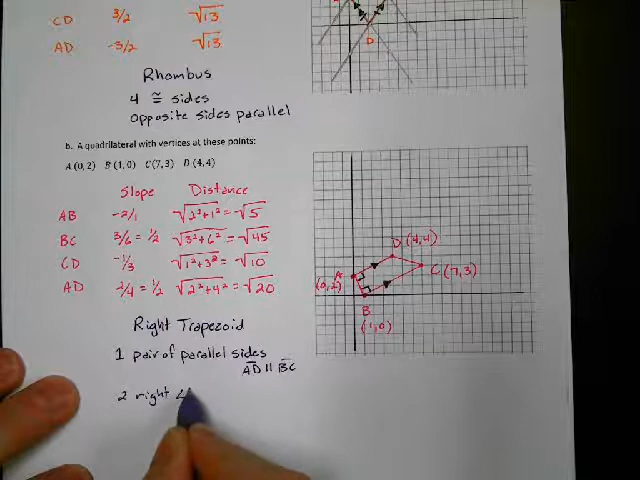 CD 3/2 √13
AD -3/2 √13
D
Rhombus
4 ≅ sides
opposite sides parallel
b. A quadrilateral with vertices at these points:
A (0, 2) B (1, 0) C (7, 3) D (4, 4)
Slope Distance
AB -2/1 √2²+1² = √5
BC 3/6 = 1/2 √3²+6² = √45
CD -1/3 √1²+3² = √10
AD 2/4 = 1/2 √2²+4² = √20
D (4,4)
A C (7,3)
(0,2)
B
(1,0)
Right Trapezoid
1 pair of parallel sides
AD || BC
2 right